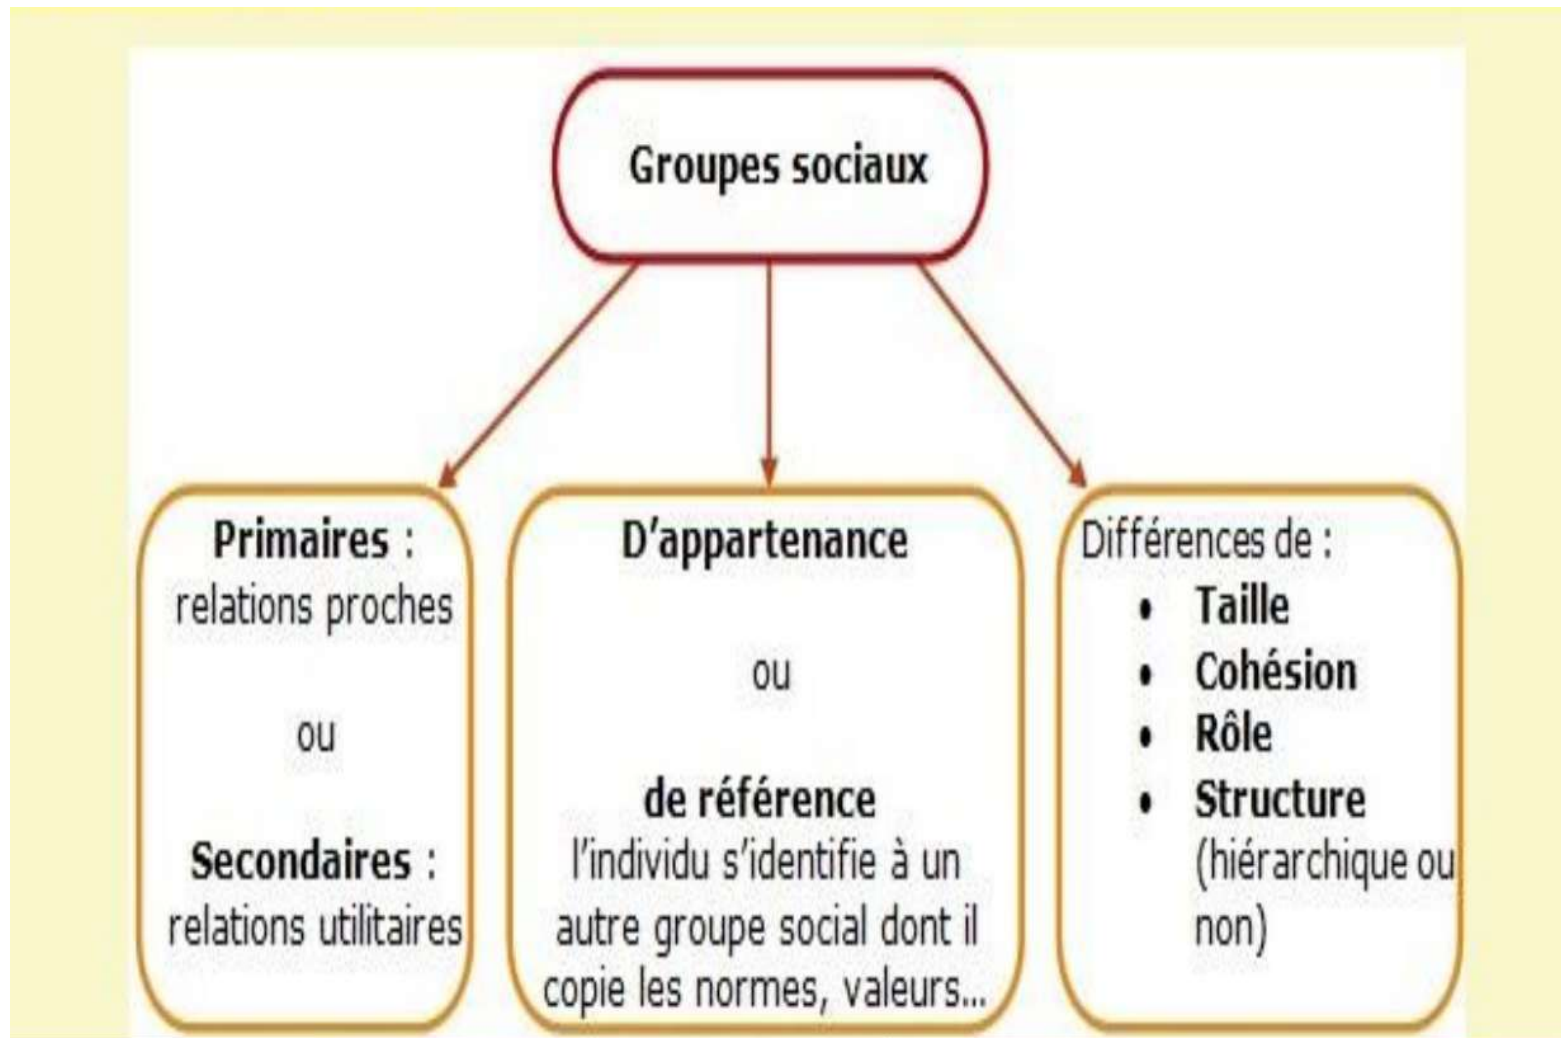 Groupes sociaux
Primaires :
relations proches
ou
Secondaires :
relations utilitaires
D'appartenance
ou
de référence
l'individu s'identifie à un
autre groupe social dont il
copie les normes, valeurs...
Différences de :
• Taille
• Cohésion
• Rôle
• Structure
(hiérarchique ou
non)